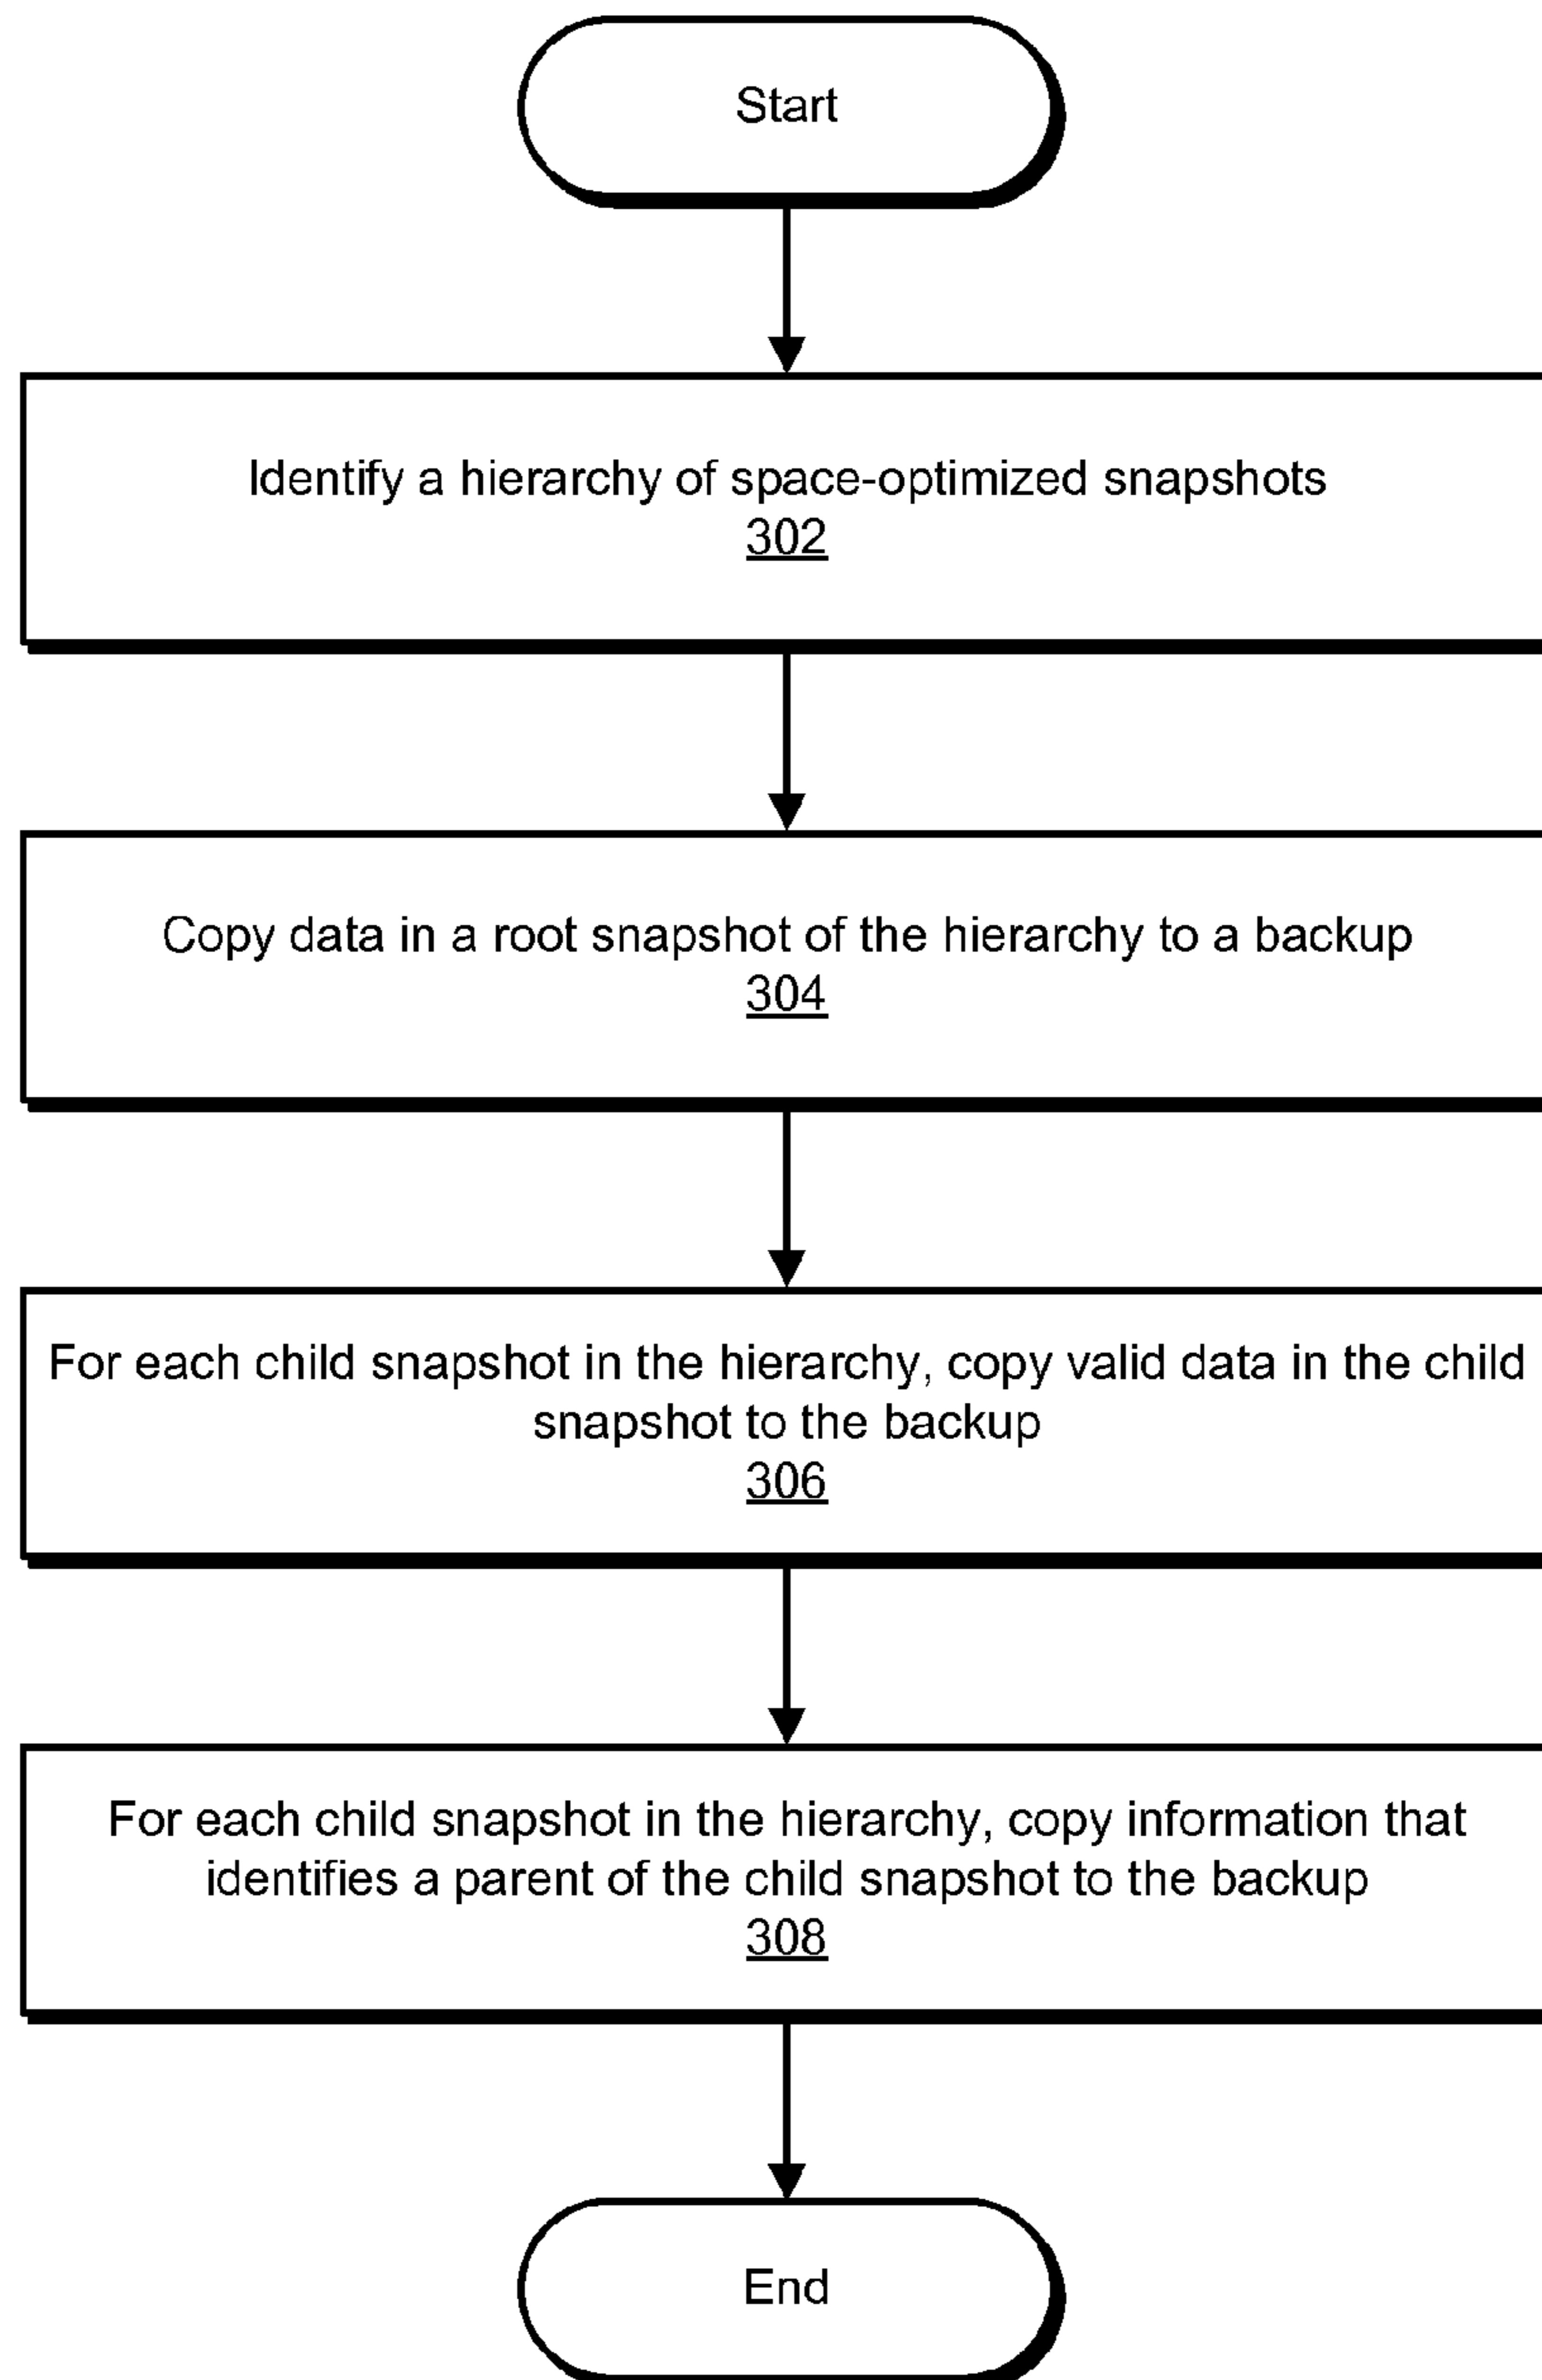 Start
Identify a hierarchy of space-optimized snapshots
302
Copy data in a root snapshot of the hierarchy to a backup
304
For each child snapshot in the hierarchy, copy valid data in the child
snapshot to the backup
306
For each child snapshot in the hierarchy, copy information that
identifies a parent of the child snapshot to the backup
308
End